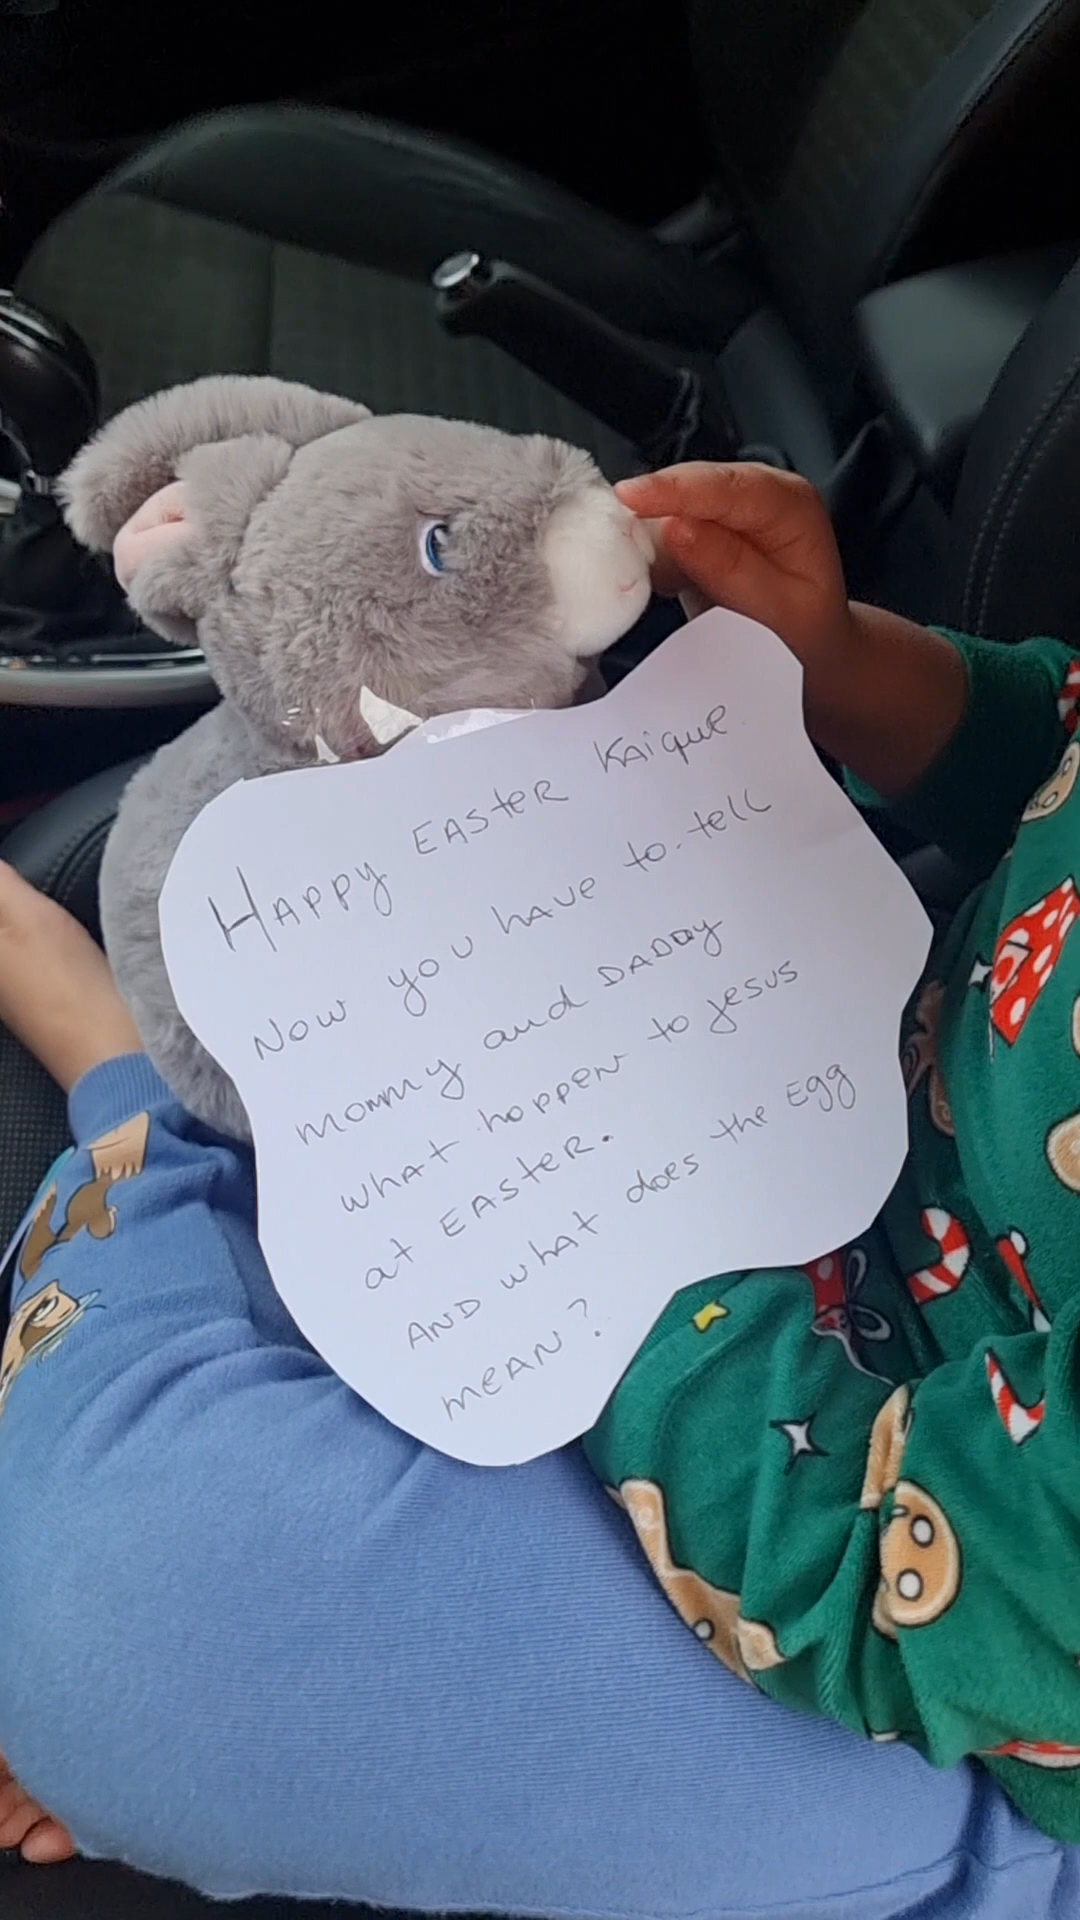 HAPPY EASTER KAique
Now you have to tell
mommy and DADDY
what hoppen to Jesus
at EASTER.
AND what does the Egg
meAN?